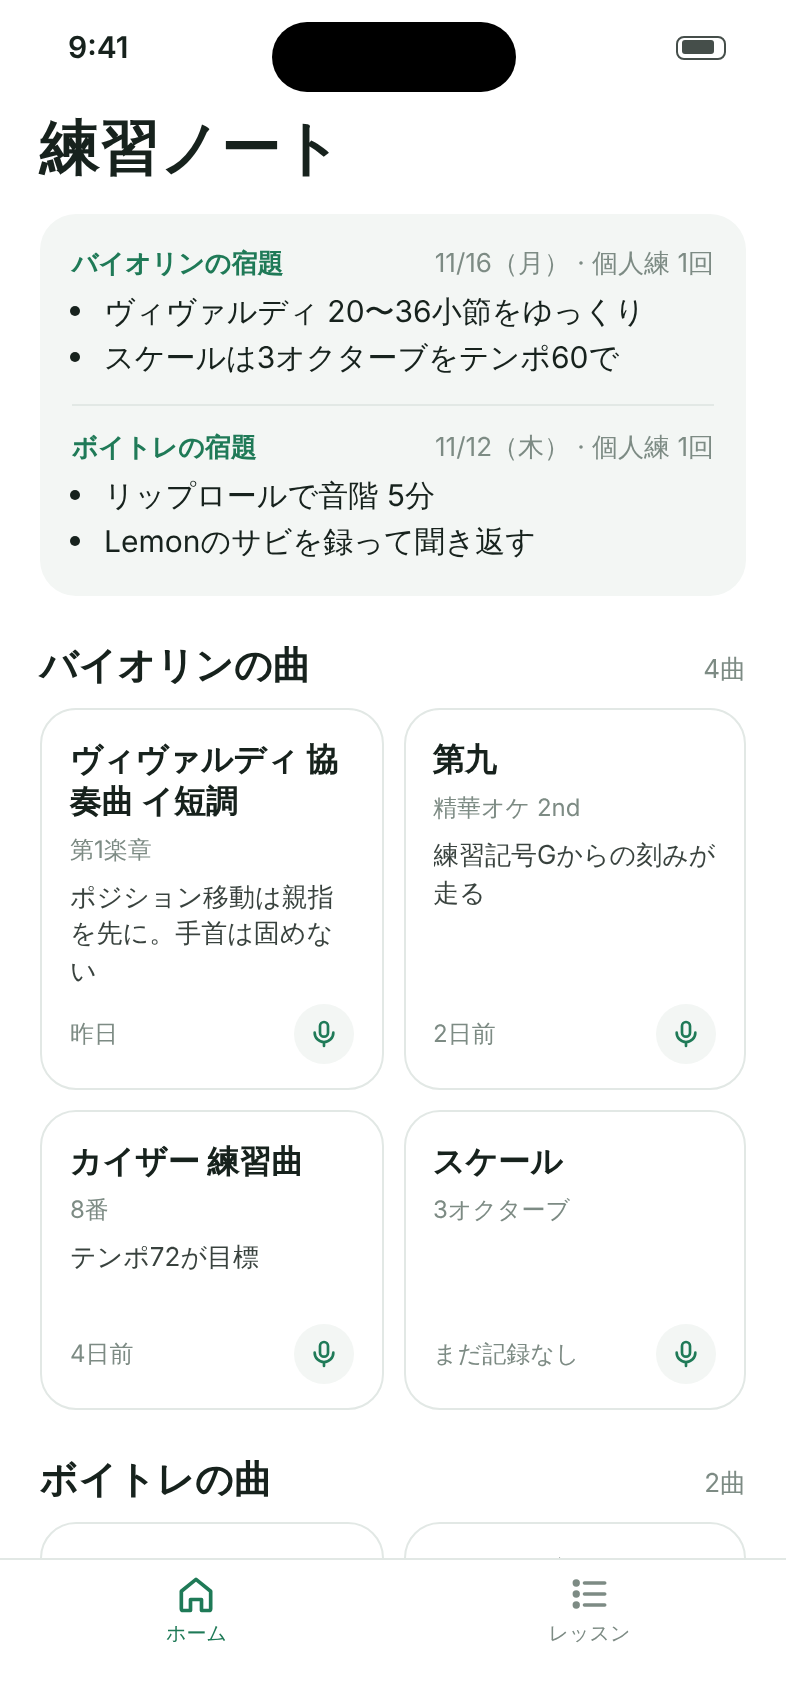 9:41
練習ノート
バイオリンの宿題 11/16（月）・個人練 1回
• ヴィヴァルディ 20〜36小節をゆっくり
• スケールは3オクターブをテンポ60で
ボイトレの宿題 11/12（木）・個人練 1回
• リップロールで音階 5分
• Lemonのサビを録って聞き返す
バイオリンの曲 4曲
ヴィヴァルディ 協
奏曲 イ短調
第1楽章
ポジション移動は親指
を先に。手首は固めな
い
昨日
第九
精華オケ 2nd
練習記号Gからの刻みが
走る
2日前
カイザー 練習曲
8番
テンポ72が目標
4日前
スケール
3オクターブ
まだ記録なし
ボイトレの曲 2曲
ホーム
レッスン